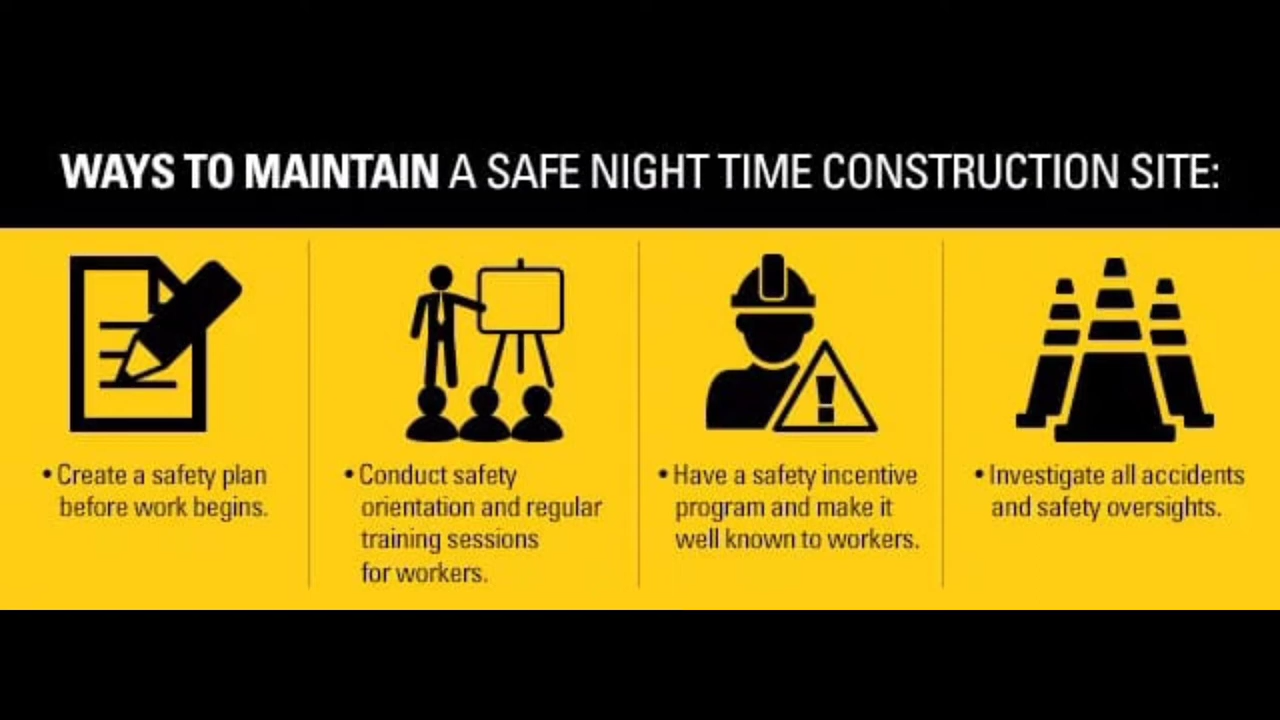 WAYS TO MAINTAIN A SAFE NIGHT TIME CONSTRUCTION SITE:
• Create a safety plan
before work begins.
• Conduct safety
orientation and regular
training sessions
for workers.
• Have a safety incentive
program and make it
well known to workers.
• Investigate all accidents
and safety oversights.